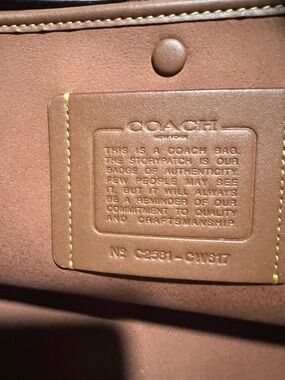 COACH
NEW YORK
THIS IS A COACH BAG.
THE STORYPATCH IS OUR
BADGE OF AUTHENTICITY.
FEW PEOPLE MAY SEE
IT, BUT IT WILL ALWAYS
BE A REMINDER OF OUR
COMMITMENT TO QUALITY
AND CRAFTSMANSHIP.
Nº C2581-CW817